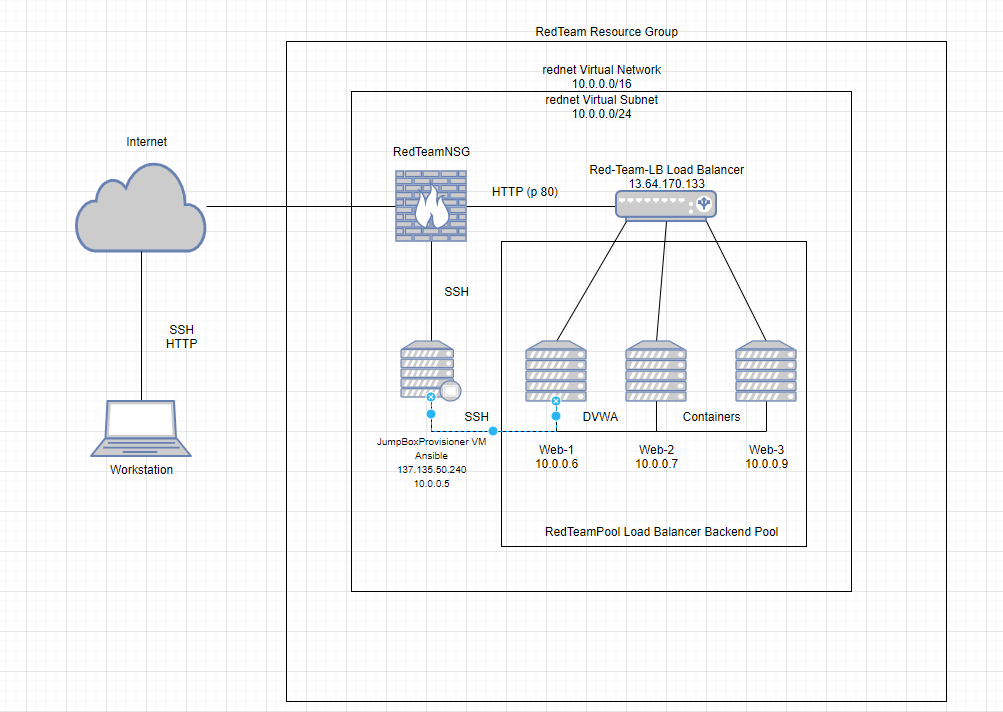 RedTeam Resource Group
rednet Virtual Network
10.0.0.0/16
rednet Virtual Subnet
10.0.0.0/24
Internet
RedTeamNSG
HTTP (p 80)
Red-Team-LB Load Balancer
13.64.170.133
SSH
SSH
HTTP
SSH
DVWA
Containers
JumpBoxProvisioner VM
Ansible
137.135.50.240
10.0.0.5
Web-1
10.0.0.6
Web-2
10.0.0.7
Web-3
10.0.0.9
Workstation
RedTeamPool Load Balancer Backend Pool